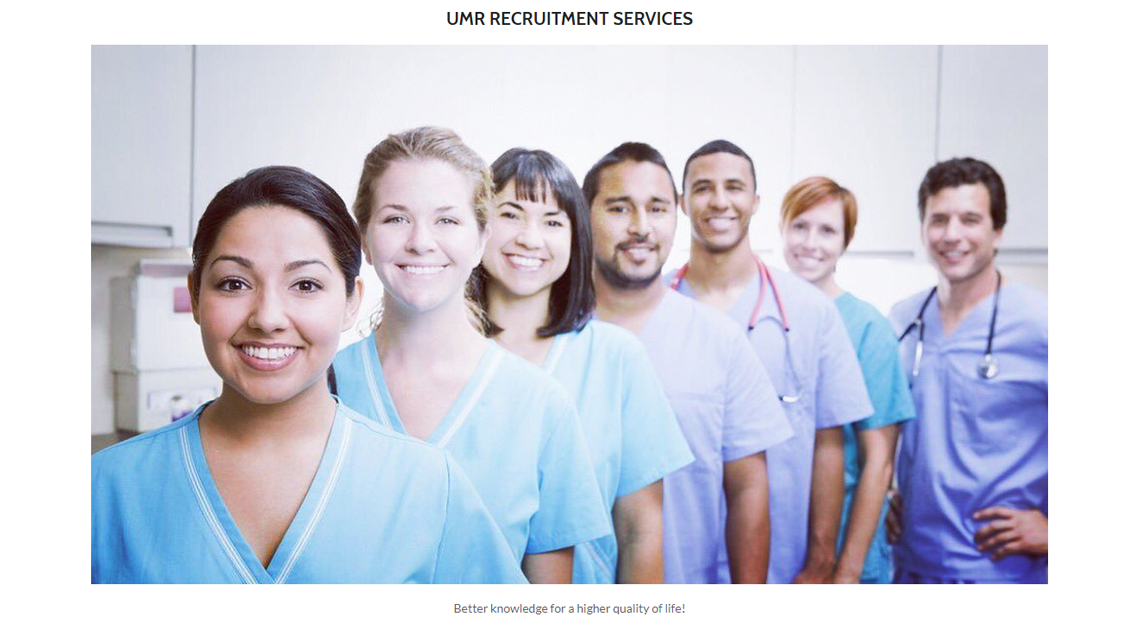 UMR RECRUITMENT SERVICES
Better knowledge for a higher quality of life!